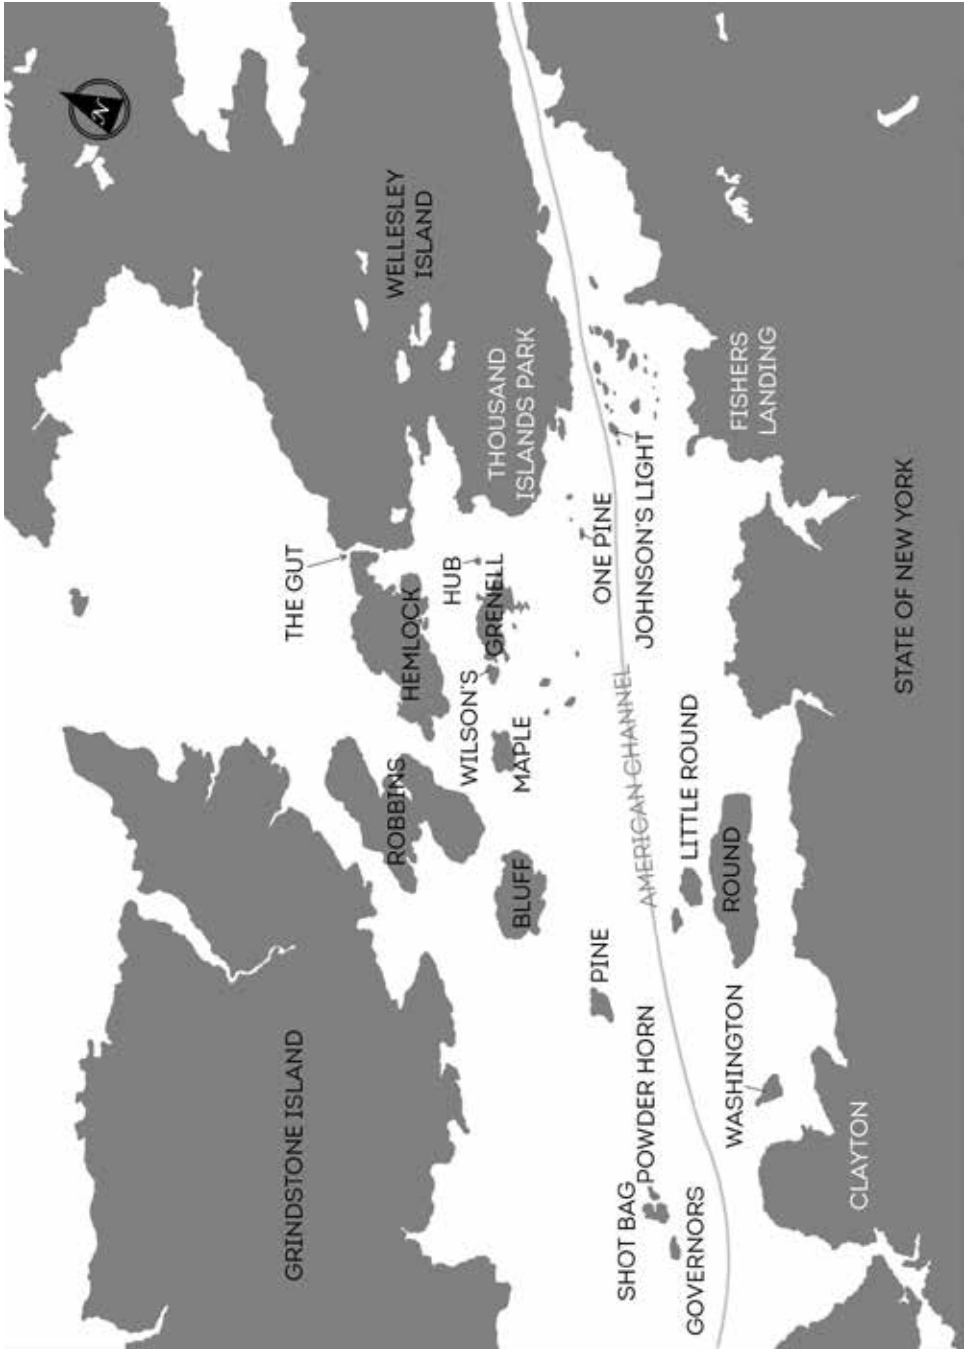 N
WELLESLEY
ISLAND
THE GUT
THOUSAND
ISLANDS PARK
HEMLOCK
HUB
GRENELL
GRINDSTONE ISLAND
ROBBINS
WILSON'S
MAPLE
BLUFF
ONE PINE
JOHNSON'S LIGHT
FISHERS
LANDING
PINE
AMERICAN CHANNEL
LITTLE ROUND
ROUND
SHOT BAG
POWDER HORN
GOVERNORS
WASHINGTON
CLAYTON
STATE OF NEW YORK